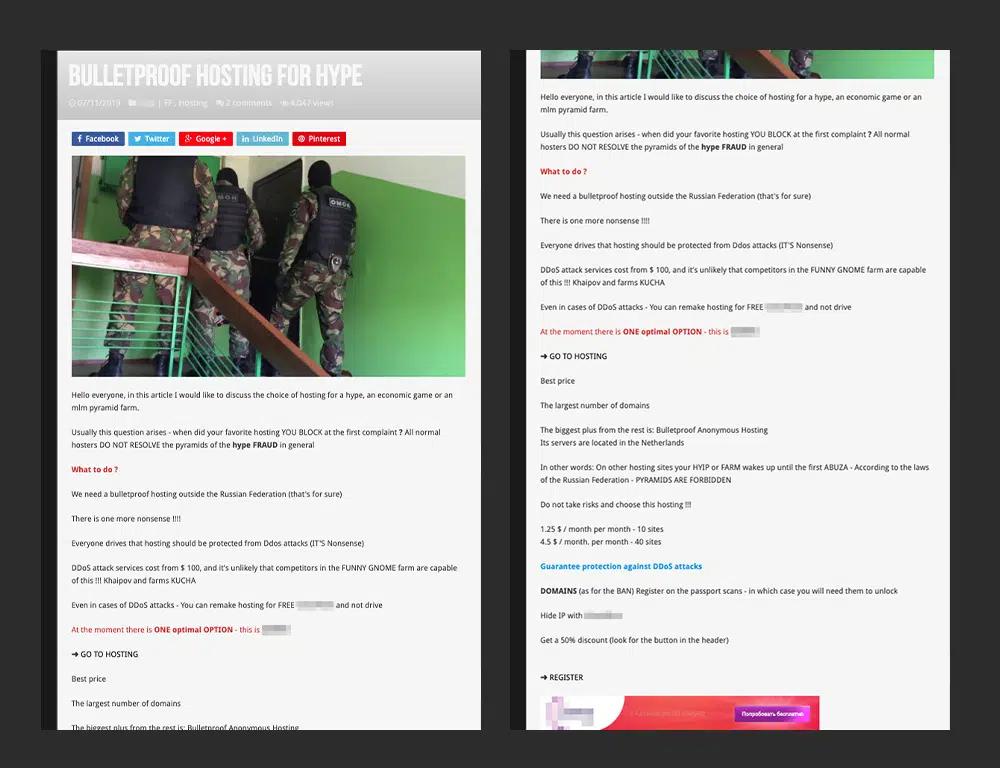 BULLETPROOF HOSTING FOR HYPE
07/11/2019 | FF, Hosting 2 comments 4,047 views
Facebook Twitter Google + LinkedIn Pinterest
ОМОН
ОМОН
Hello everyone, in this article I would like to discuss the choice of hosting for a hype, an economic game or an
mlm pyramid farm.
Usually this question arises - when did your favorite hosting YOU BLOCK at the first complaint ? All normal
hosters DO NOT RESOLVE the pyramids of the hype FRAUD in general
What to do ?
We need a bulletproof hosting outside the Russian Federation (that's for sure)
There is one more nonsense !!!!
Everyone drives that hosting should be protected from Ddos attacks (IT'S Nonsense)
DDoS attack services cost from $ 100, and it's unlikely that competitors in the FUNNY GNOME farm are capable
of this !!! Khaipov and farms KUCHA
Even in cases of DDoS attacks - You can remake hosting for FREE and not drive
At the moment there is ONE optimal OPTION - this is
➜ GO TO HOSTING
Best price
The largest number of domains
The biggest plus from the rest is: Bulletproof Anonymous Hosting
Hello everyone, in this article I would like to discuss the choice of hosting for a hype, an economic game or an
mlm pyramid farm.
Usually this question arises - when did your favorite hosting YOU BLOCK at the first complaint ? All normal
hosters DO NOT RESOLVE the pyramids of the hype FRAUD in general
What to do ?
We need a bulletproof hosting outside the Russian Federation (that's for sure)
There is one more nonsense !!!!
Everyone drives that hosting should be protected from Ddos attacks (IT'S Nonsense)
DDoS attack services cost from $ 100, and it's unlikely that competitors in the FUNNY GNOME farm are capable
of this !!! Khaipov and farms KUCHA
Even in cases of DDoS attacks - You can remake hosting for FREE and not drive
At the moment there is ONE optimal OPTION - this is
➜ GO TO HOSTING
Best price
The largest number of domains
The biggest plus from the rest is: Bulletproof Anonymous Hosting
Its servers are located in the Netherlands
In other words: On other hosting sites your HYIP or FARM wakes up until the first ABUZA - According to the laws
of the Russian Federation - PYRAMIDS ARE FORBIDDEN
Do not take risks and choose this hosting !!!
1.25 $ / month per month - 10 sites
4.5 $ / month. per month - 40 sites
Guarantee protection against DDoS attacks
DOMAINS (as for the BAN) Register on the passport scans - in which case you will need them to unlock
Hide IP with
Get a 50% discount (look for the button in the header)
➜ REGISTER
Попробовать бесплатно